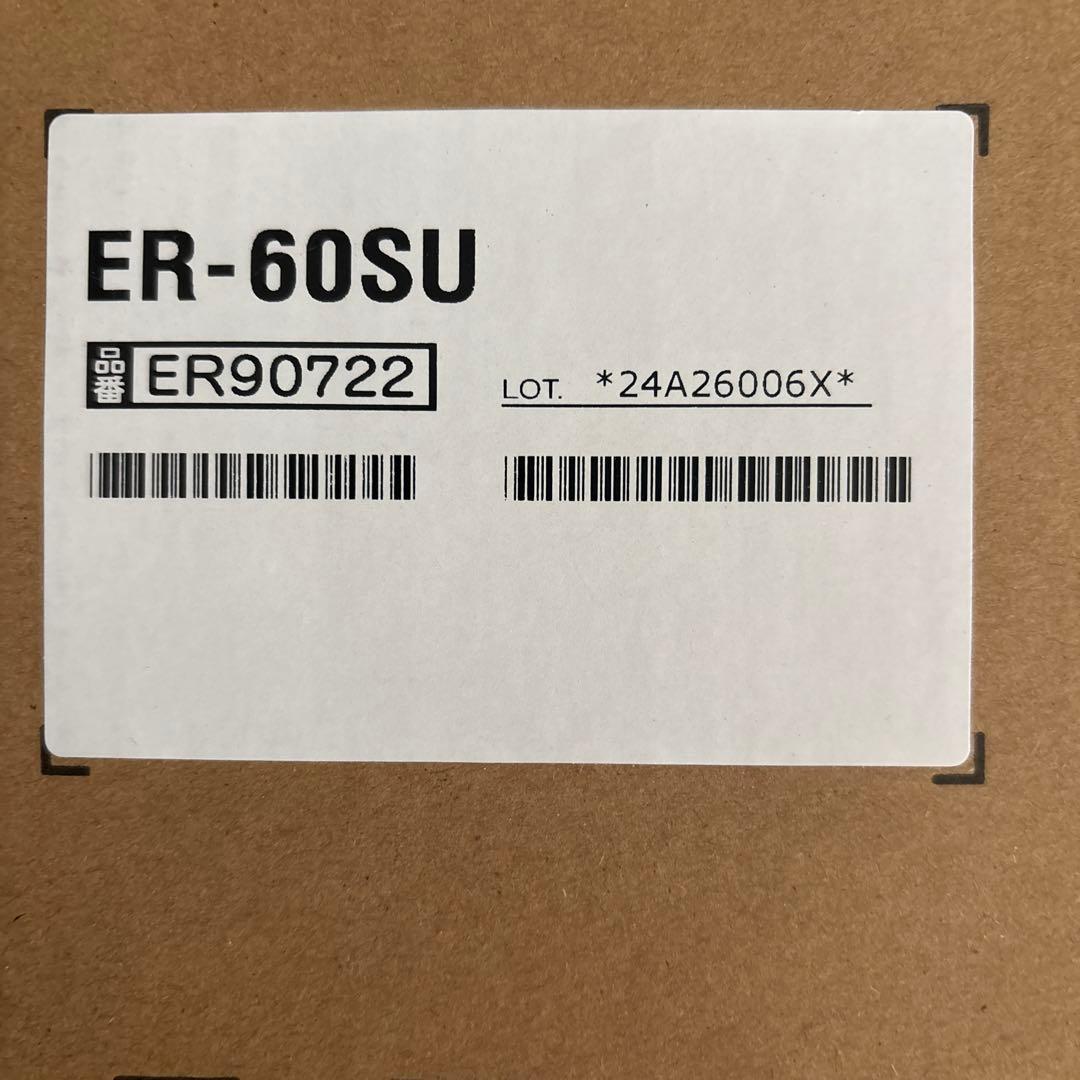 ER-60SU
品番 ER90722
LOT. *24A26006X*